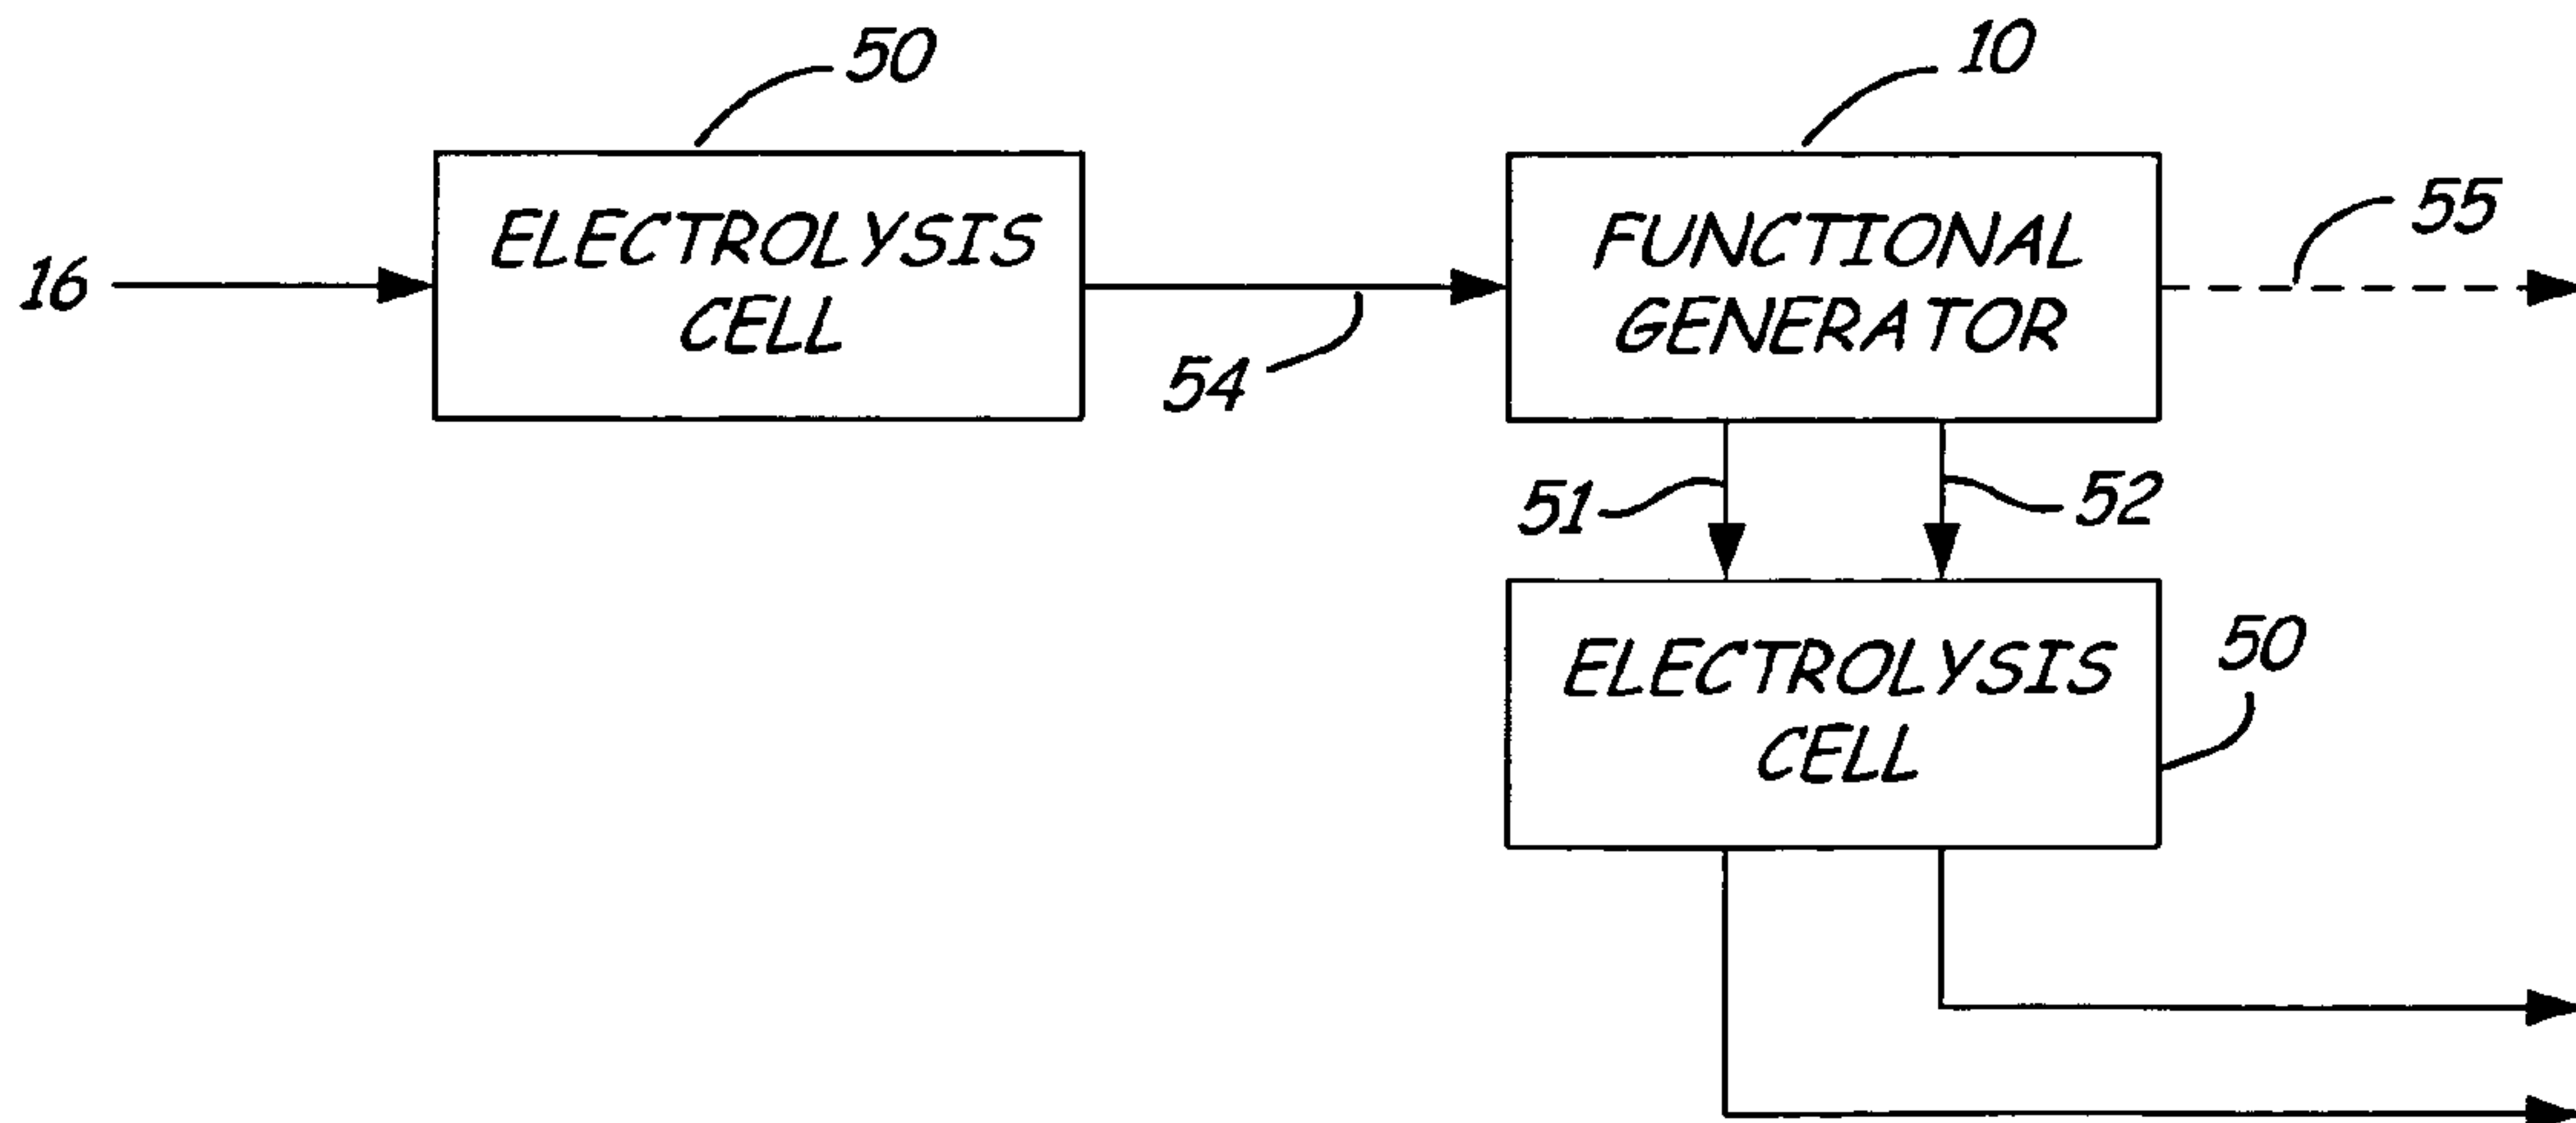 50
10
16
ELECTROLYSIS
CELL
54
FUNCTIONAL
GENERATOR
55
51
52
ELECTROLYSIS
CELL
50